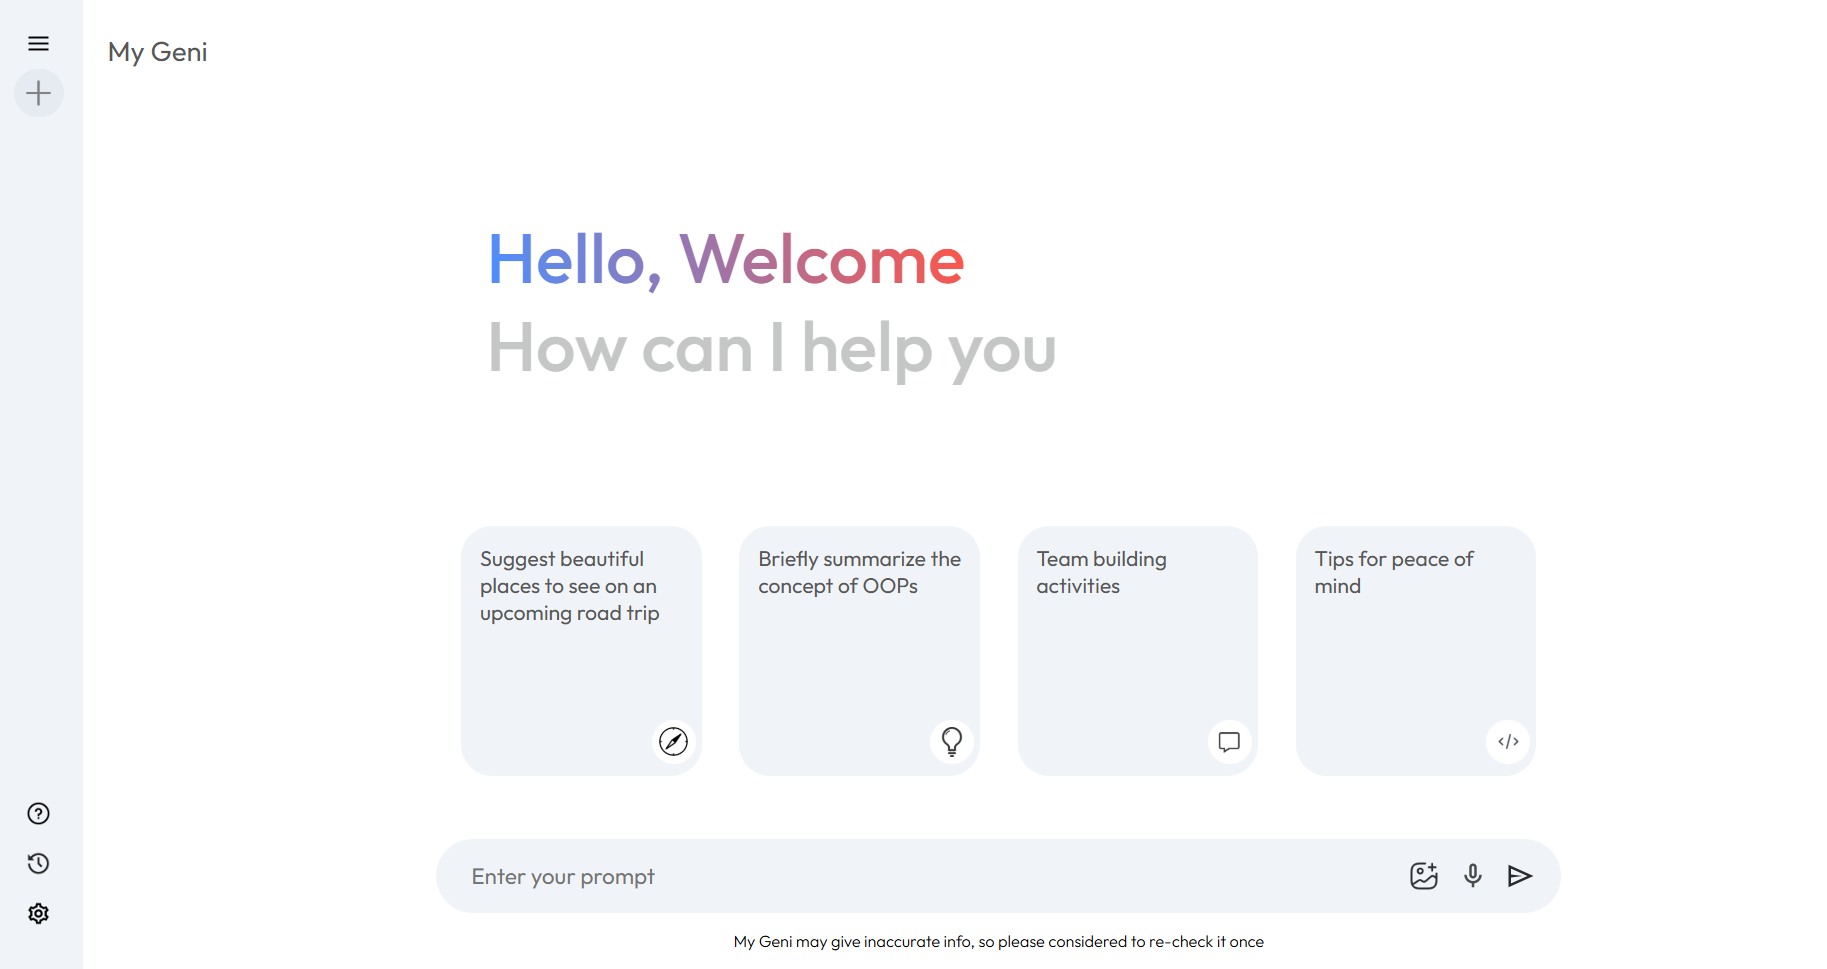 My Geni
Hello, Welcome
How can I help you
Suggest beautiful
places to see on an
upcoming road trip
Briefly summarize the
concept of OOPs
Team building
activities
Tips for peace of
mind
Enter your prompt
My Geni may give inaccurate info, so please considered to re-check it once